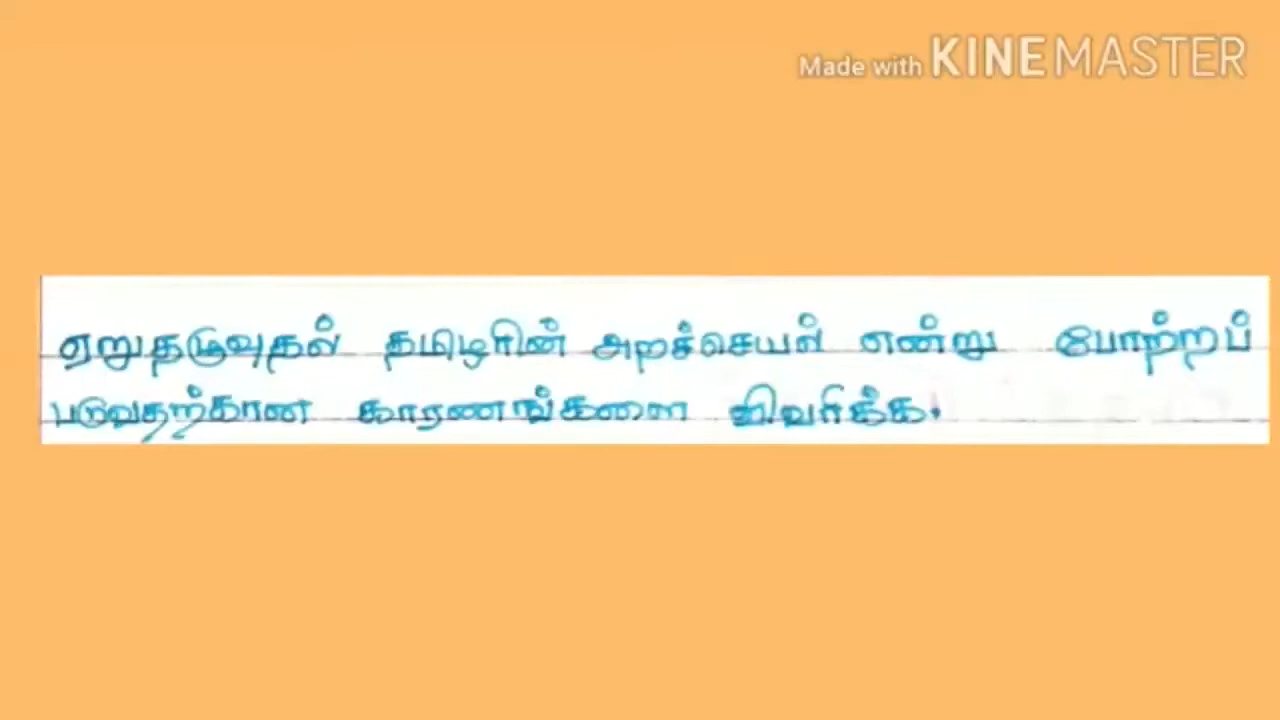 Made with KINEMASTER
ஏறுதழுவுதல் தமிழரின் அறச்செயல் என்று போற்றப்
படுவதற்கான காரணங்களை விவரிக்க.